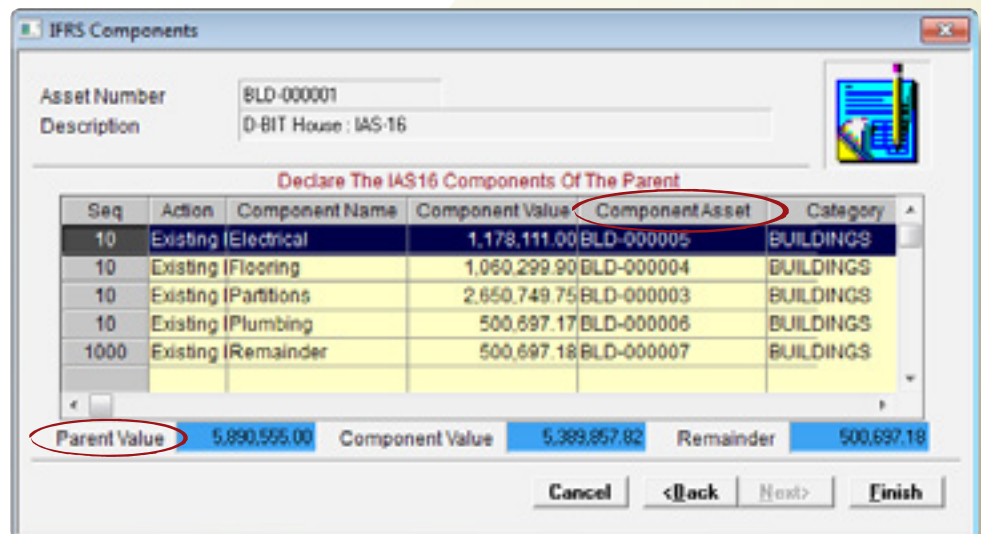 IFRS Components
Asset Number BLD-000001
Description D-BIT House : IAS-16
Declare The IAS16 Components Of The Parent
Seq Action Component Name Component Value Component Asset Category
10 Existing I Electrical 1,178,111.00 BLD-000005 BUILDINGS
10 Existing I Flooring 1,060,299.90 BLD-000004 BUILDINGS
10 Existing I Partitions 2,650,749.75 BLD-000003 BUILDINGS
10 Existing I Plumbing 500,697.17 BLD-000006 BUILDINGS
1000 Existing I Remainder 500,697.18 BLD-000007 BUILDINGS
Parent Value 5,890,555.00 Component Value 5,389,857.82 Remainder 500,697.18
Cancel <Back Next> Finish